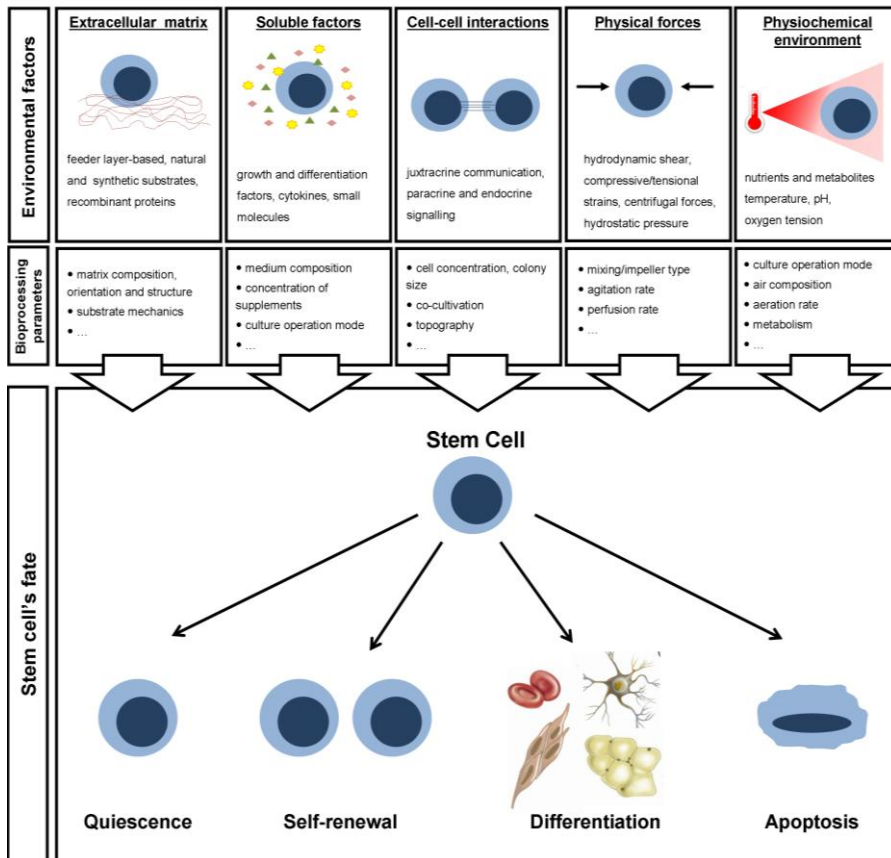 Environmental factors
Extracellular matrix
feeder layer-based, natural
and synthetic substrates,
recombinant proteins
Soluble factors
growth and differentiation
factors, cytokines, small
molecules
Cell-cell interactions
juxtracrine communication,
paracrine and endocrine
signalling
Physical forces
hydrodynamic shear,
compressive/tensional
strains, centrifugal forces,
hydrostatic pressure
Physiochemical
environment
nutrients and metabolites
temperature, pH,
oxygen tension
Bioprocessing
parameters
• matrix composition,
orientation and structure
• substrate mechanics
• ...
• medium composition
• concentration of
supplements
• culture operation mode
• ...
• cell concentration, colony
size
• co-cultivation
• topography
• ...
• mixing/impeller type
• agitation rate
• perfusion rate
• ...
• culture operation mode
• air composition
• aeration rate
• metabolism
• ...
Stem cell's fate
Stem Cell
Quiescence
Self-renewal
Differentiation
Apoptosis